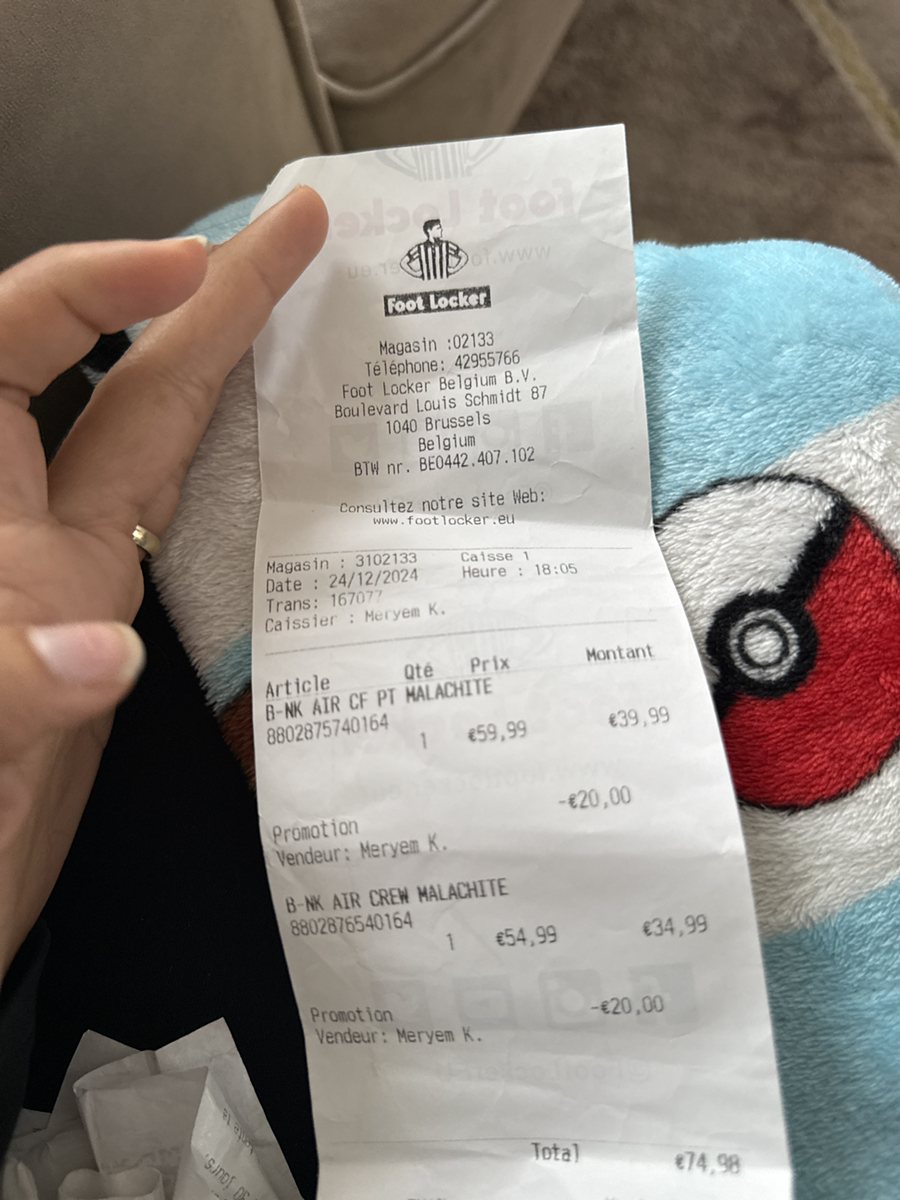 Foot Locker
Magasin :02133
Téléphone: 42955766
Foot Locker Belgium B.V.
Boulevard Louis Schmidt 87
1040 Brussels
Belgium
BTW nr. BE0442.407.102
Consultez notre site Web:
www.footlocker.eu
Magasin : 3102133 Caisse 1
Date : 24/12/2024 Heure : 18:05
Trans: 167077
Caissier : Meryem K.
Article Qté Prix Montant
B-NK AIR CF PT MALACHITE
8802875740164 1 €59,99 €39,99
-€20,00
Promotion
Vendeur: Meryem K.
B-NK AIR CREW MALACHITE
8802876540164 1 €54,99 €34,99
Promotion -€20,00
Vendeur: Meryem K.
Total €74,98